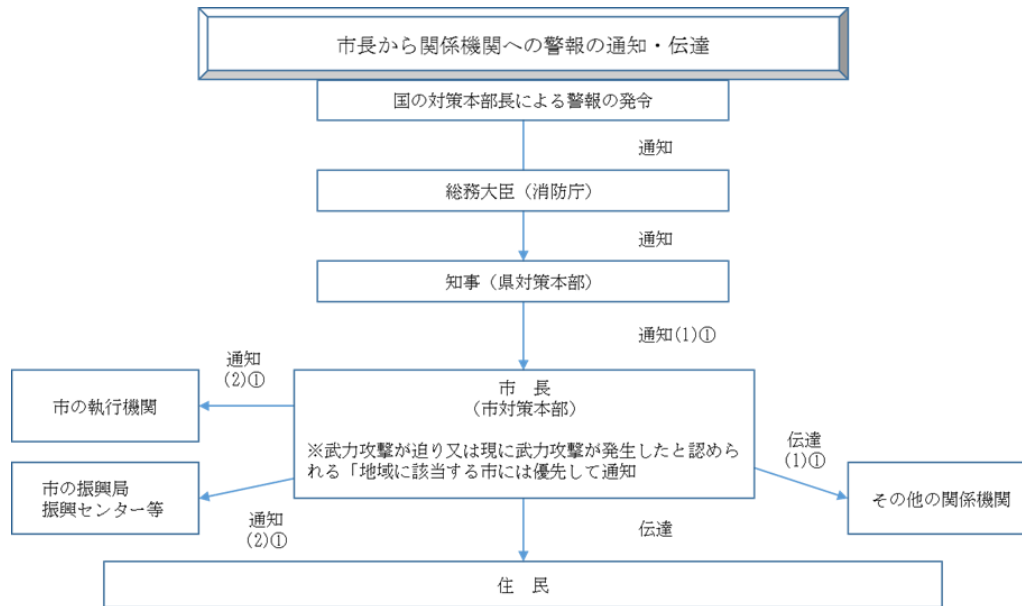 市長から関係機関への警報の通知・伝達
国の対策本部長による警報の発令
通知
総務大臣（消防庁）
通知
知事（県対策本部）
通知(1)①
通知
(2)①
市の執行機関
市　長
（市対策本部）
※武力攻撃が迫り又は現に武力攻撃が発生したと認めら
れる「地域に該当する市には優先して通知
伝達
(1)①
市の振興局
振興センター等
その他の関係機関
通知
(2)①
伝達
住　民